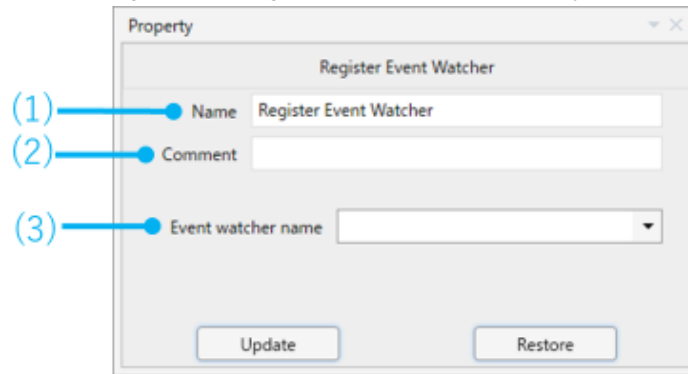 Property
Register Event Watcher
(1) Name Register Event Watcher
(2) Comment
(3) Event watcher name
Update Restore